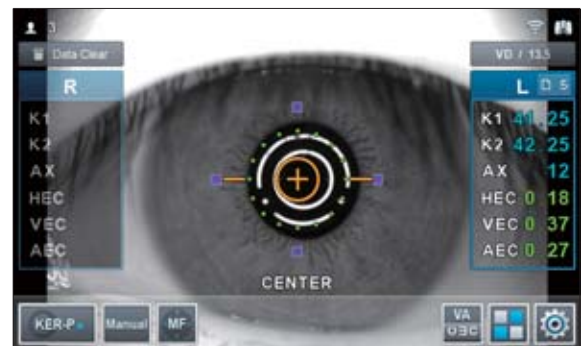 3
Data Clear
VD / 13.5
R
L 5
K1
K2
AX
HEC
VEC
AEC
K1 41.25
K2 42.25
AX 12
HEC 0.18
VEC 0.37
AEC 0.27
CENTER
KER-P
Manual
MF
VA